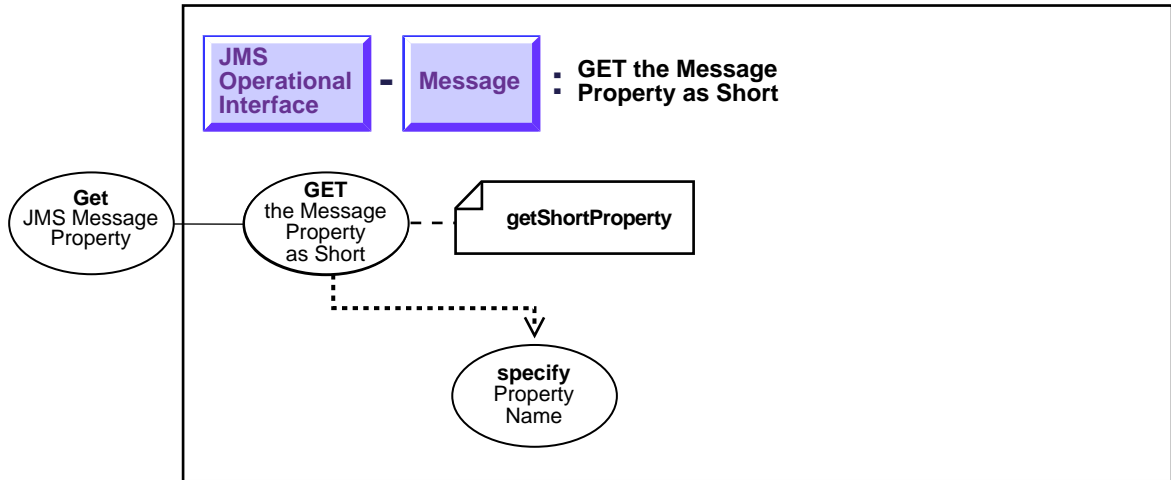 JMS
Operational
Interface
-
Message
:
GET the Message
Property as Short
Get
JMS Message
Property
GET
the Message
Property
as Short
getShortProperty
specify
Property
Name